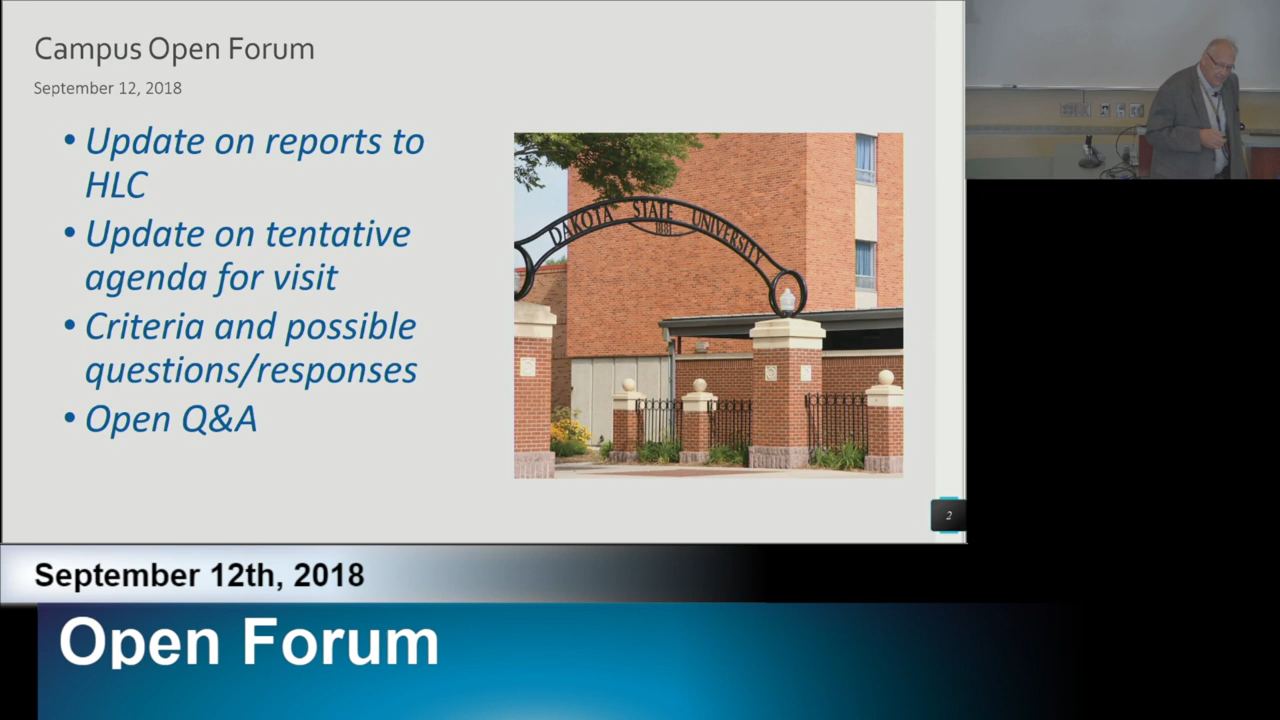 Campus Open Forum
September 12, 2018
• Update on reports to
HLC
• Update on tentative
agenda for visit
• Criteria and possible
questions/responses
• Open Q&A
DAKOTA STATE UNIVERSITY
1881
2
September 12th, 2018
Open Forum